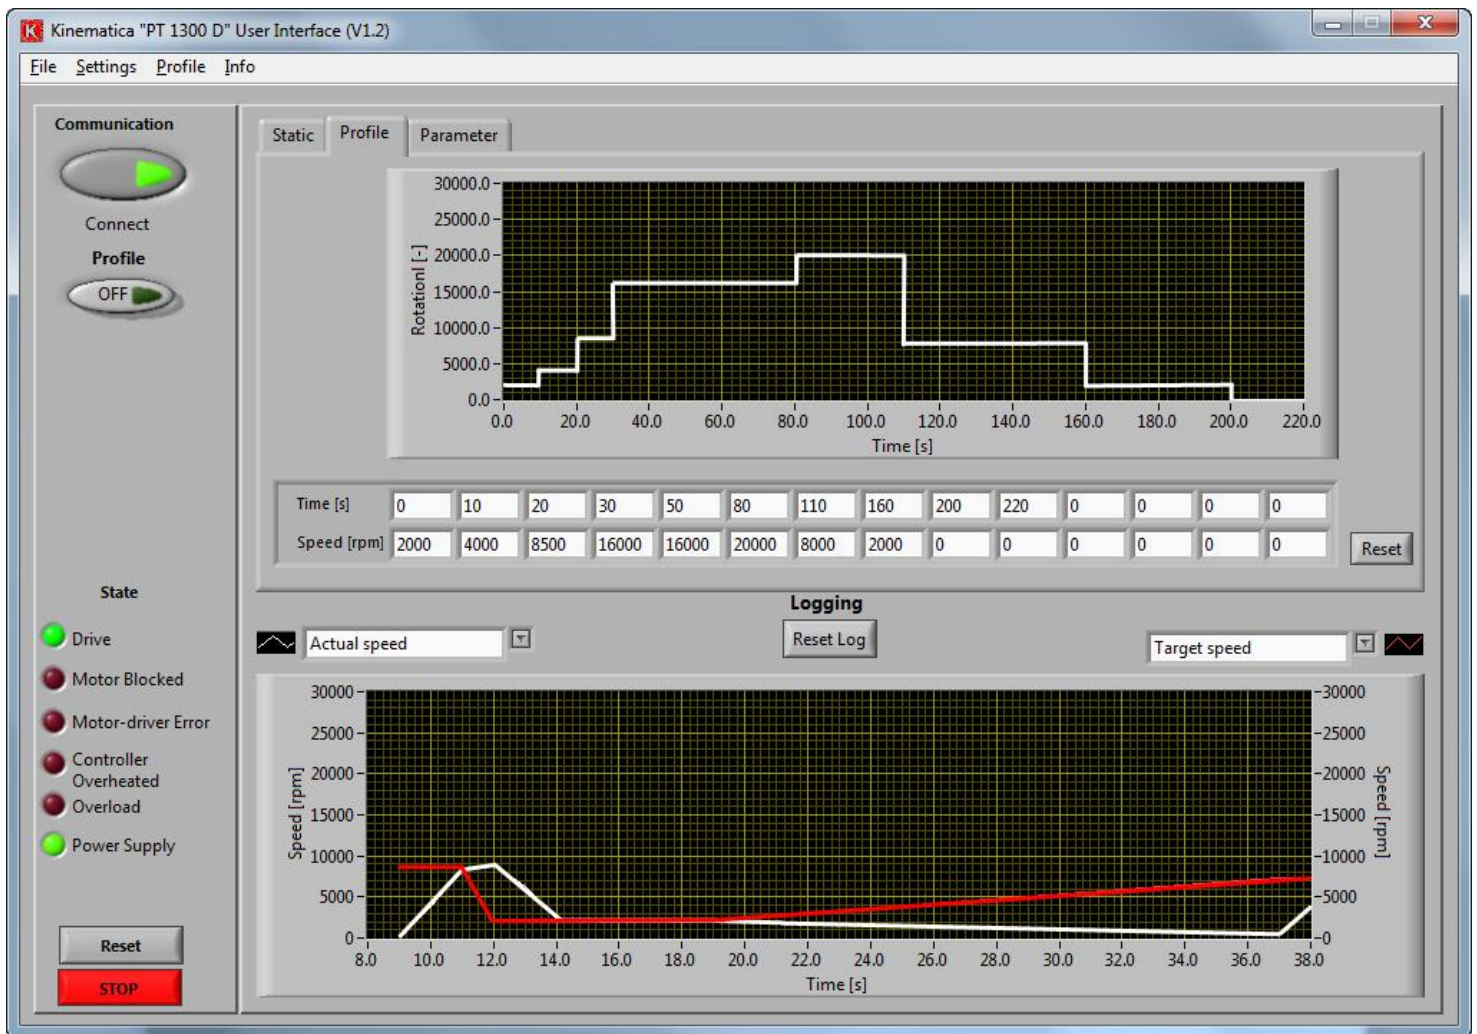 Kinematica "PT 1300 D" User Interface (V1.2)
File Settings Profile Info
Communication
Connect
Profile
OFF
Static Profile Parameter
30000.0
25000.0
20000.0
15000.0
10000.0
5000.0
0.0
Rotationl [-]
0.0 20.0 40.0 60.0 80.0 100.0 120.0 140.0 160.0 180.0 200.0 220.0
Time [s]
Time [s] 0 10 20 30 50 80 110 160 200 220 0 0 0 0
Speed [rpm] 2000 4000 8500 16000 16000 20000 8000 2000 0 0 0 0 0 0
Reset
State
Drive
Motor Blocked
Motor-driver Error
Controller
Overheated
Overload
Power Supply
Reset
STOP
Logging
Actual speed
Reset Log
Target speed
30000
25000
20000
15000
10000
5000
0
Speed [rpm]
30000
25000
20000
15000
10000
5000
0
Speed [rpm]
8.0 10.0 12.0 14.0 16.0 18.0 20.0 22.0 24.0 26.0 28.0 30.0 32.0 34.0 36.0 38.0
Time [s]